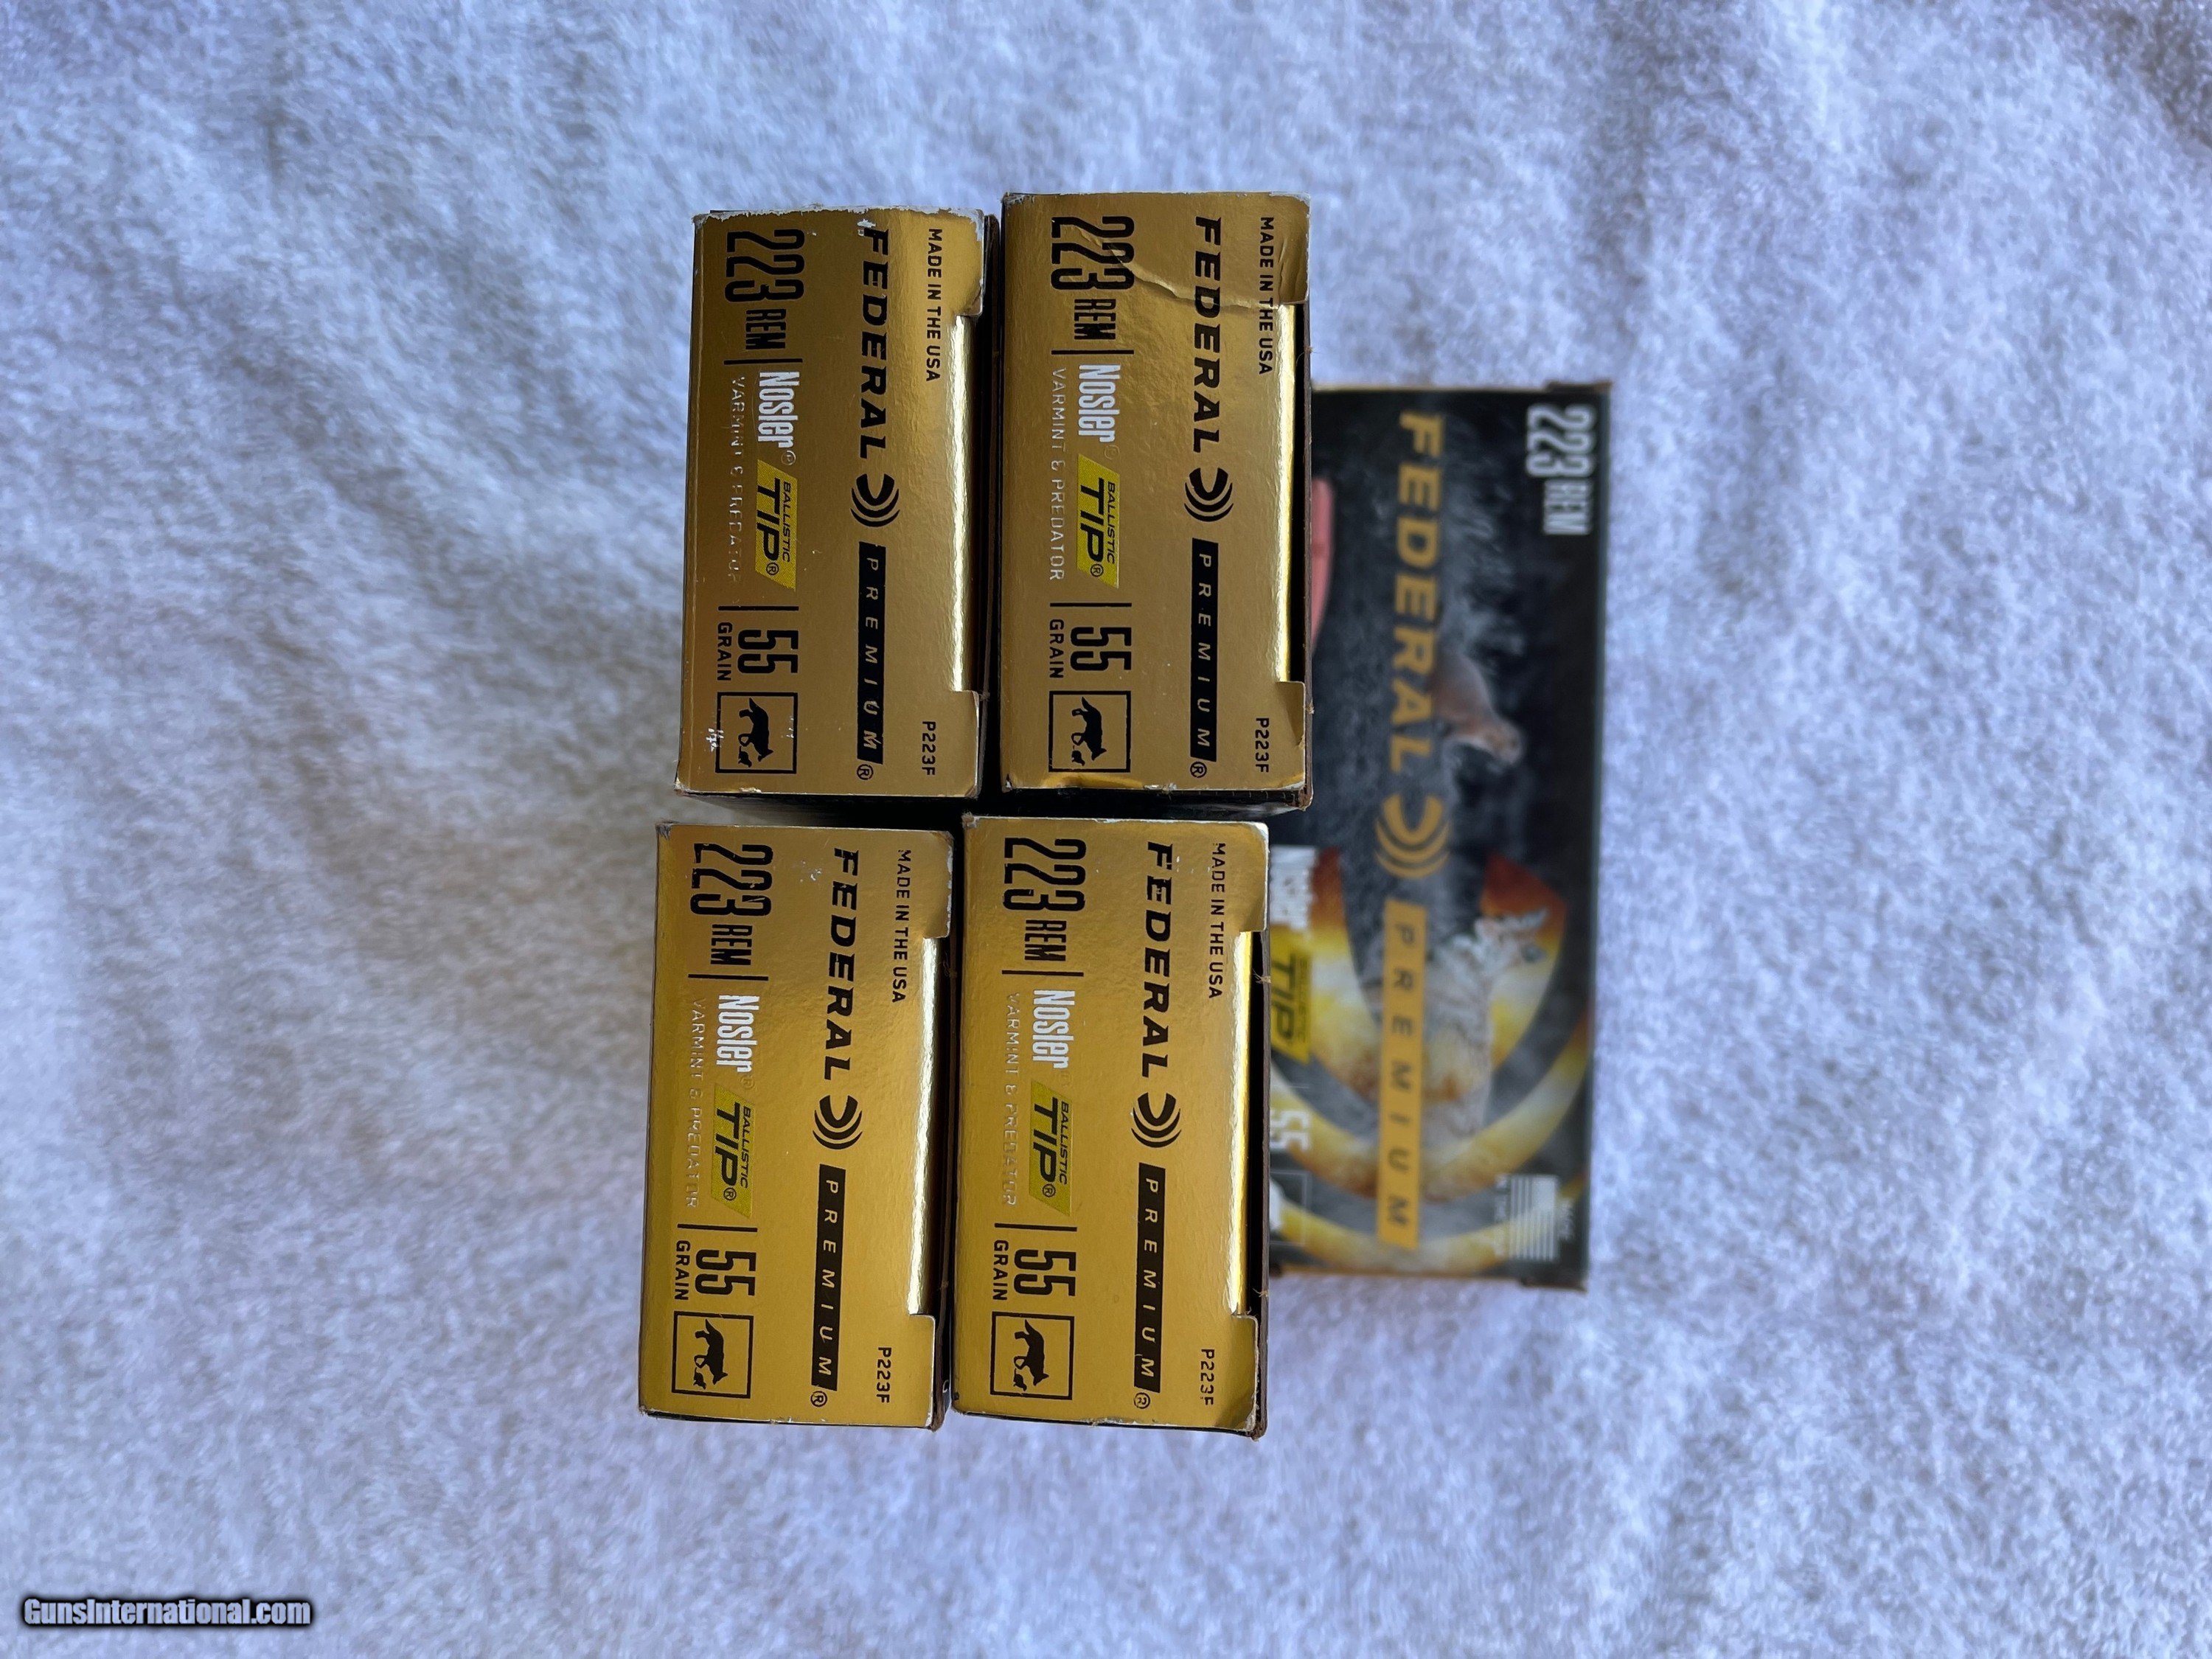 MADE IN THE USA
FEDERAL PREMIUM®
223 REM
Nosler® BALLISTIC TIP®
VARMINT & PREDATOR
55 GRAIN
P223F
MADE IN THE USA
FEDERAL PREMIUM®
223 REM
Nosler® BALLISTIC TIP®
VARMINT & PREDATOR
55 GRAIN
P223F
MADE IN THE USA
FEDERAL PREMIUM®
223 REM
Nosler® BALLISTIC TIP®
VARMINT & PREDATOR
55 GRAIN
P223F
MADE IN THE USA
FEDERAL PREMIUM®
223 REM
Nosler BALLISTIC TIP®
VARMINT & PREDATOR
55 GRAIN
P223F
223 REM
FEDERAL PREMIUM
TIP
55
GunsInternational.com